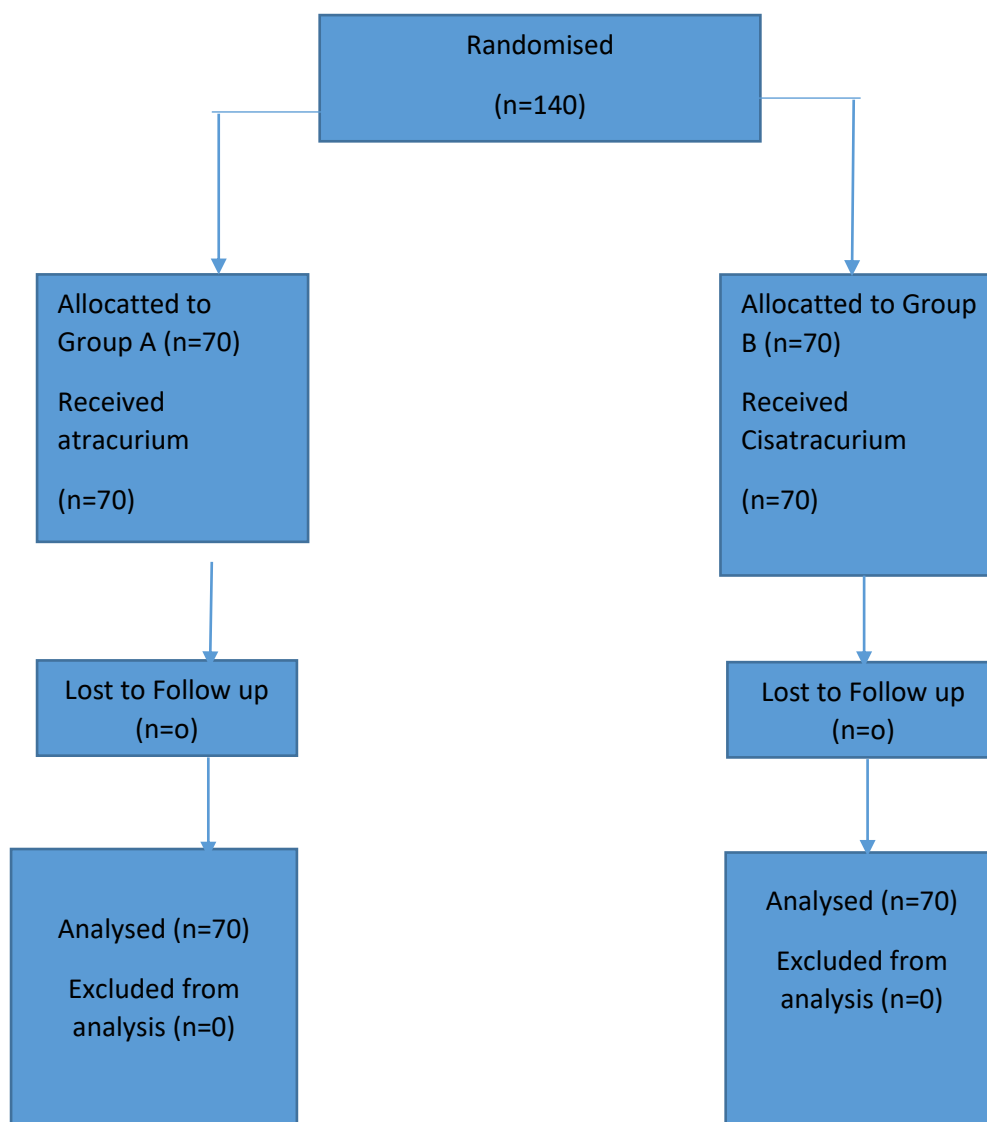 Randomised
(n=140)
Allocatted to
Group A (n=70)
Received
atracurium
(n=70)
Allocatted to Group
B (n=70)
Received
Cisatracurium
(n=70)
Lost to Follow up
(n=o)
Lost to Follow up
(n=o)
Analysed (n=70)
Excluded from
analysis (n=0)
Analysed (n=70)
Excluded from
analysis (n=0)